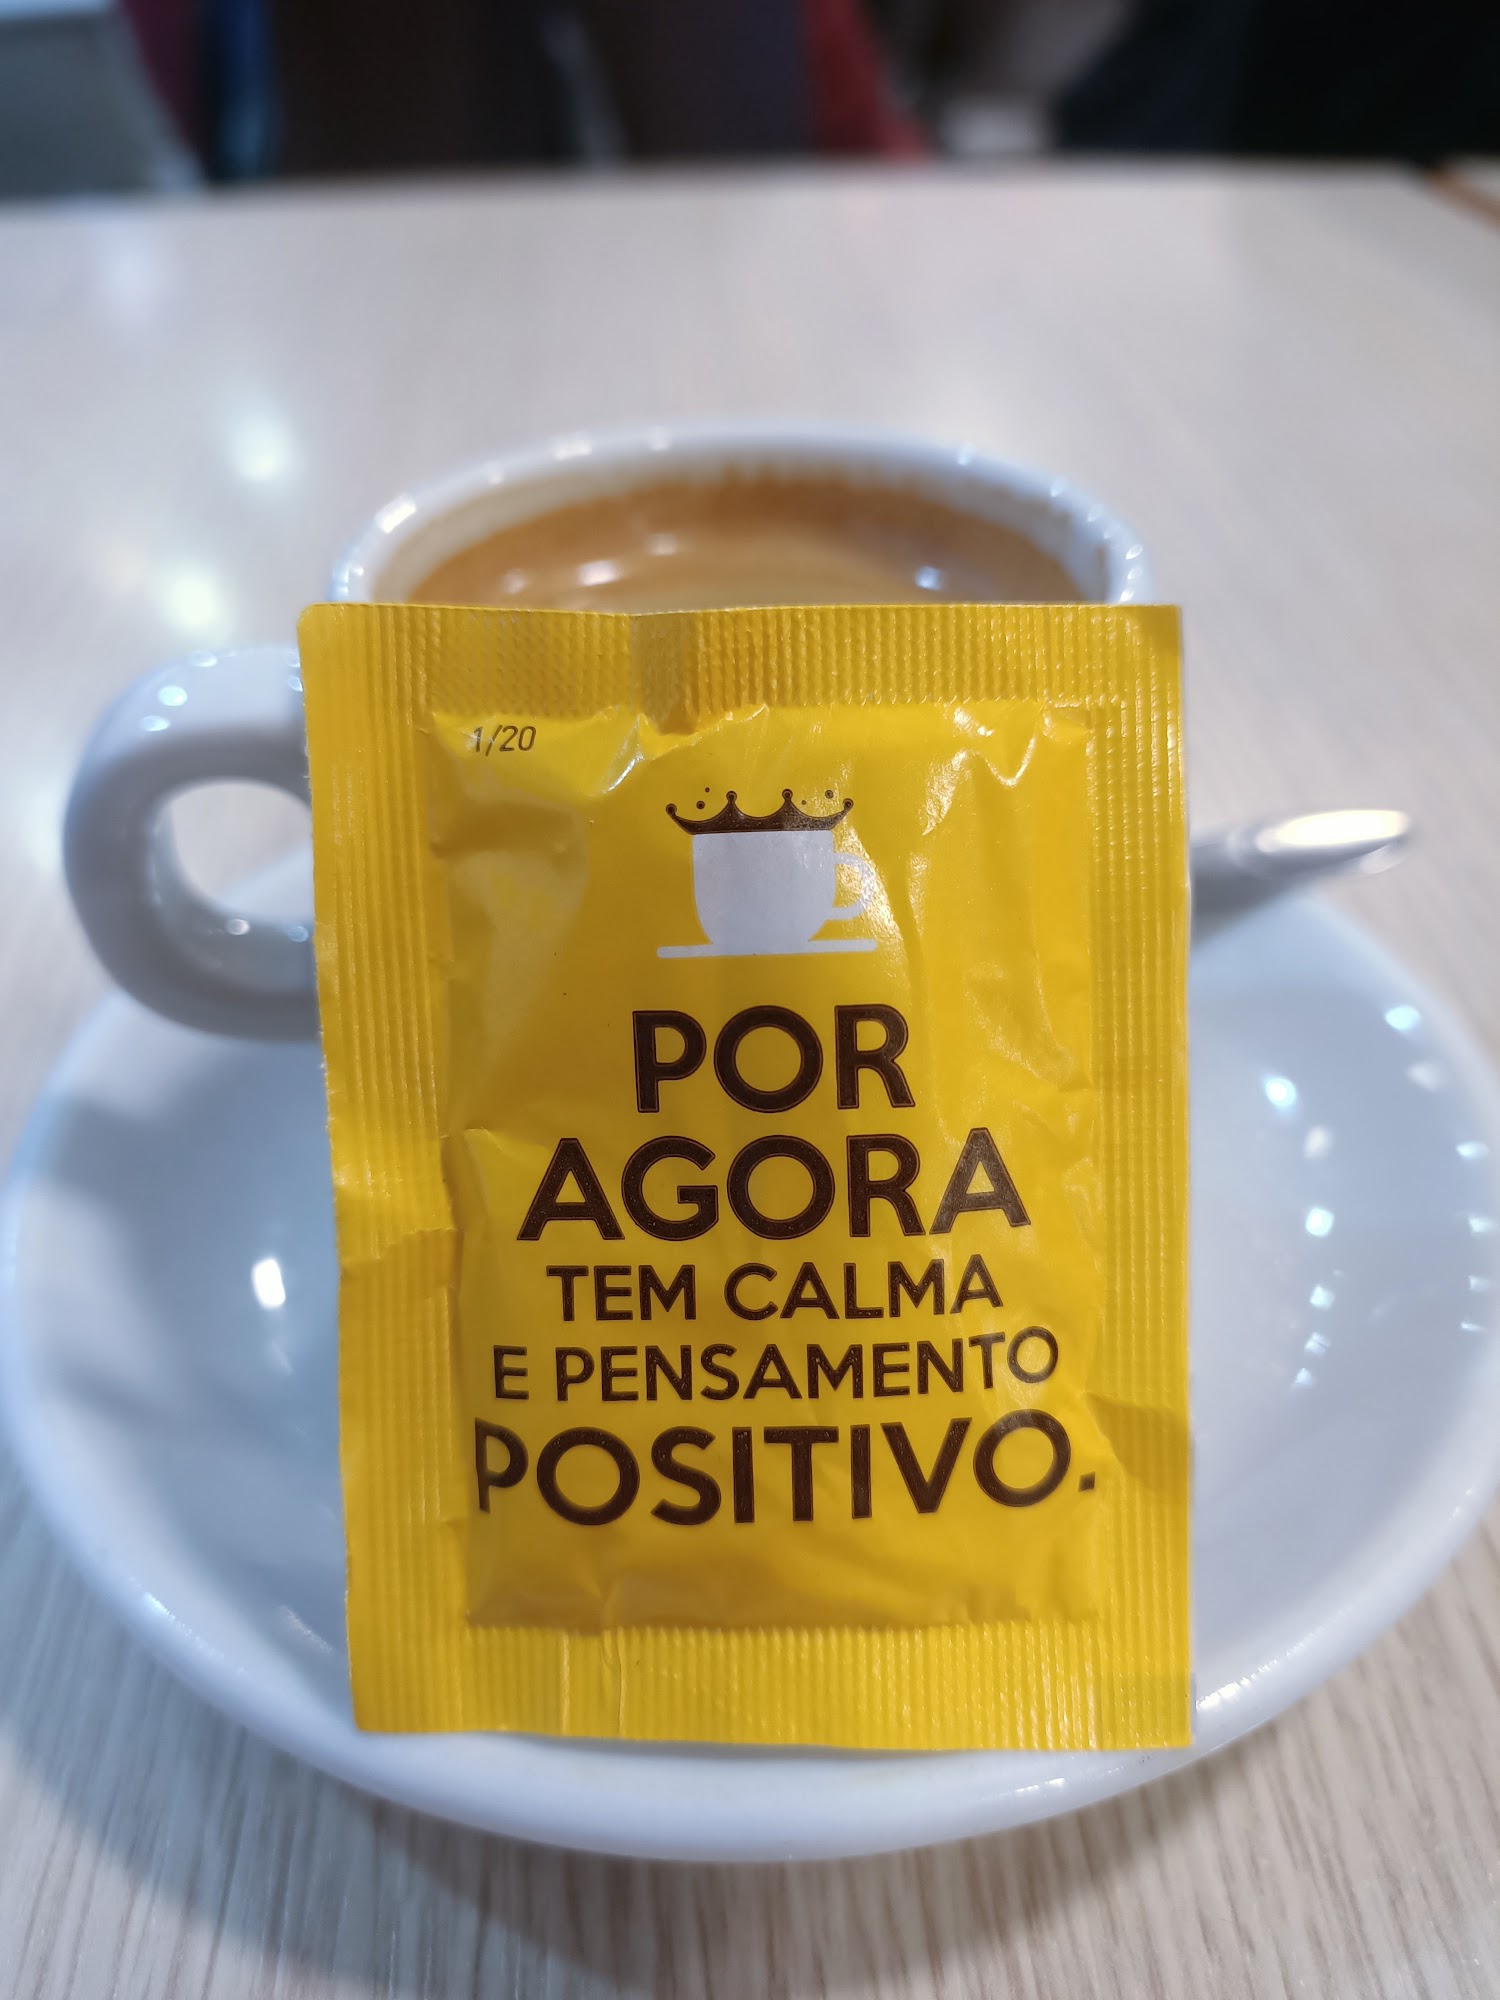 1/20
POR
AGORA
TEM CALMA
E PENSAMENTO
POSITIVO.